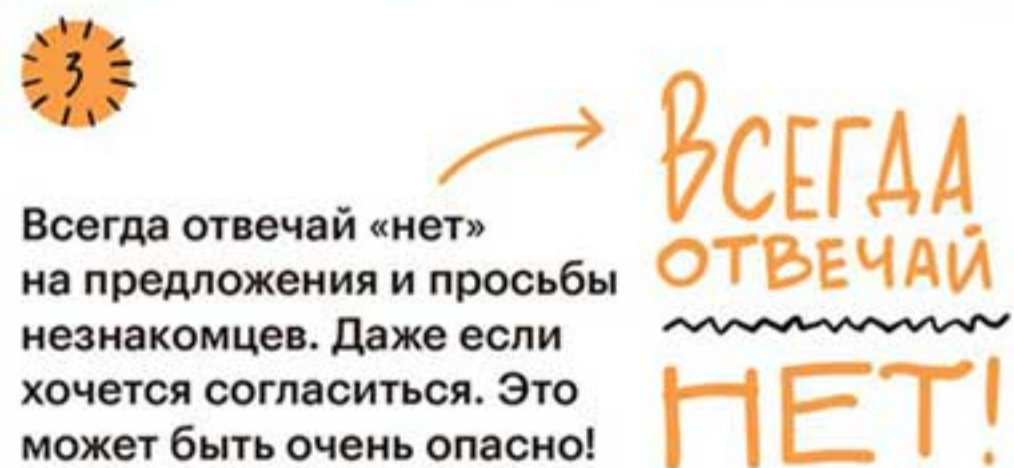 3
Всегда отвечай «нет»
на предложения и просьбы
незнакомцев. Даже если
хочется согласиться. Это
может быть очень опасно!
ВСЕГДА
ОТВЕЧАЙ
НЕТ!